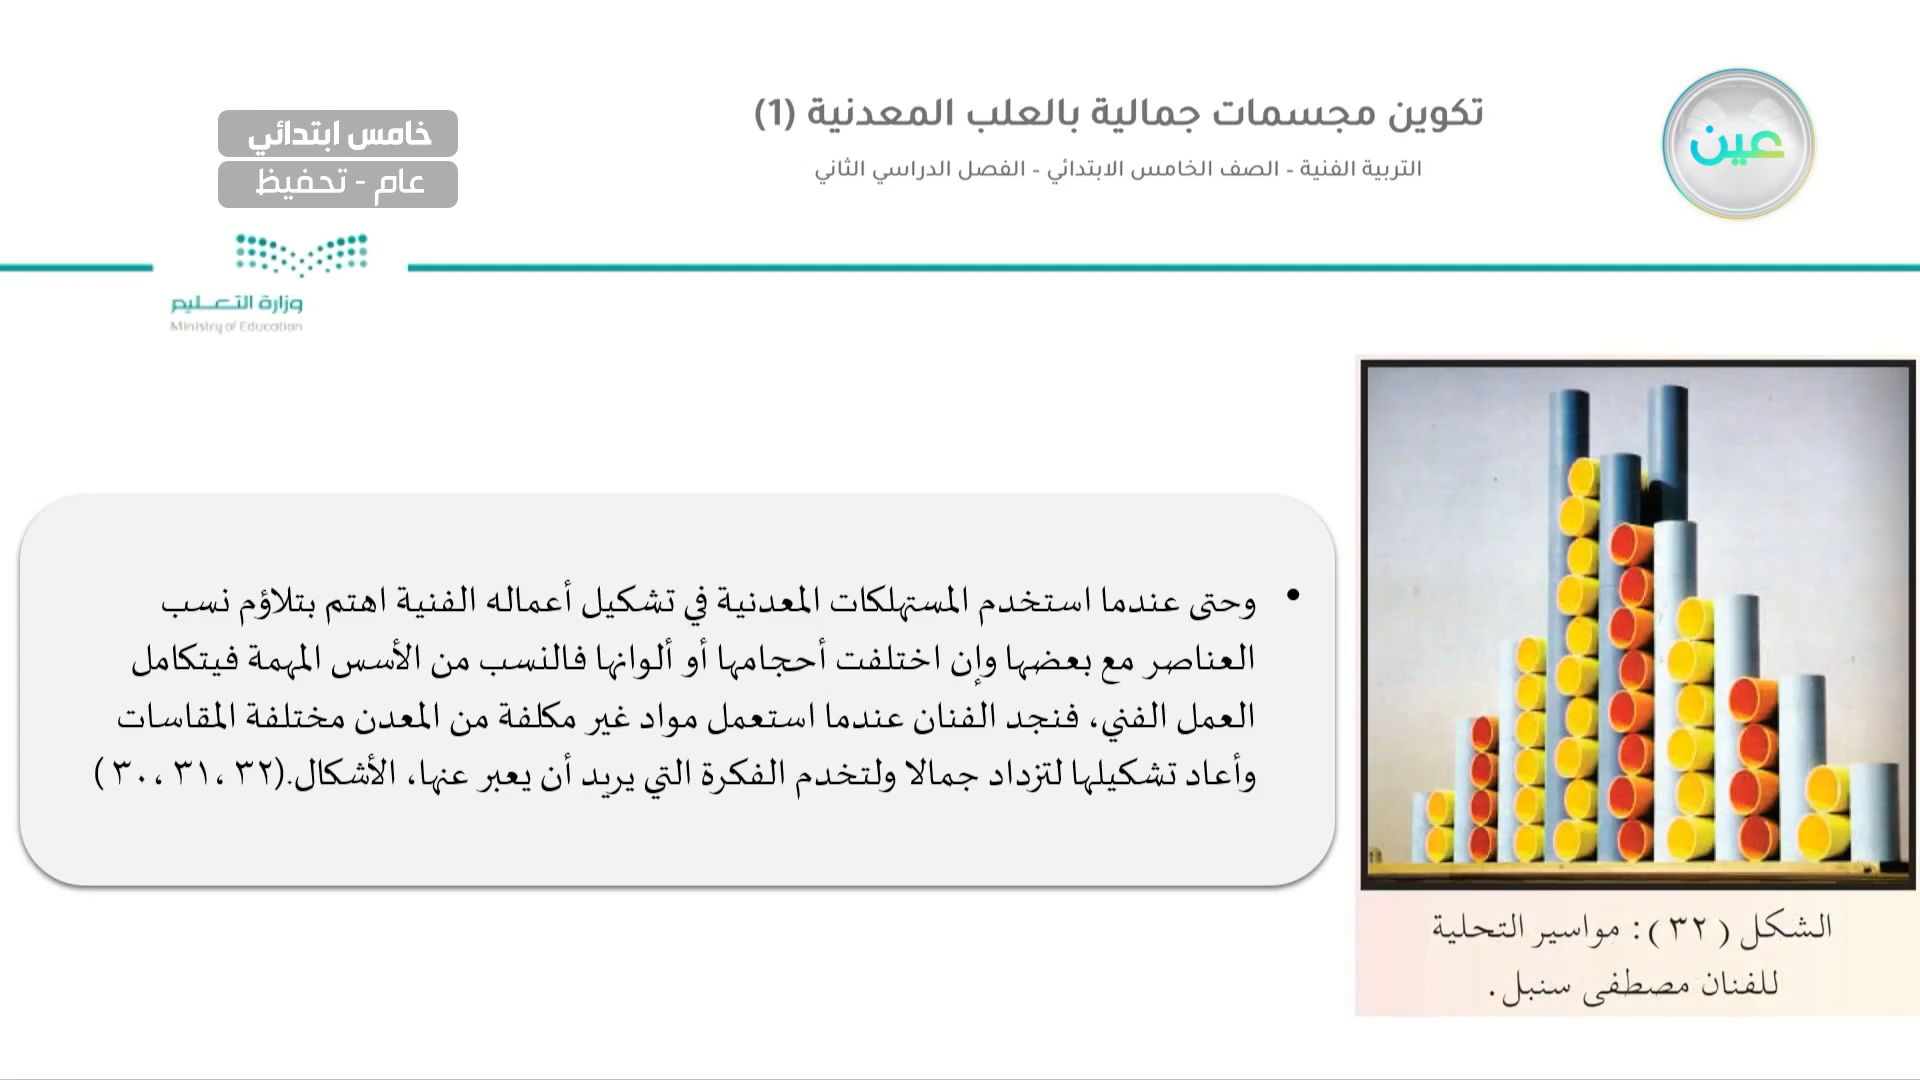 تكوين مجسمات جمالية بالعلب المعدنية (1)
التربية الفنية - الصف الخامس الابتدائي - الفصل الدراسي الثاني
عين
خامس ابتدائي
عام - تحفيظ
وزارة التعليم
Ministry of Education
• وحتى عندما استخدم المستهلكات المعدنية في تشكيل أعماله الفنية اهتم بتلاؤم نسب
العناصر مع بعضها وإن اختلفت أحجامها أو ألوانها فالنسب من الأسس المهمة فيتكامل
العمل الفني، فنجد الفنان عندما استعمل مواد غير مكلفة من المعدن مختلفة المقاسات
وأعاد تشكيلها لتزداد جمالا ولتخدم الفكرة التي يريد أن يعبر عنها، الأشكال.(٣٢ ،٣١ ،٣٠ )
الشكل (٣٢): مواسير التحلية
للفنان مصطفى سنبل.